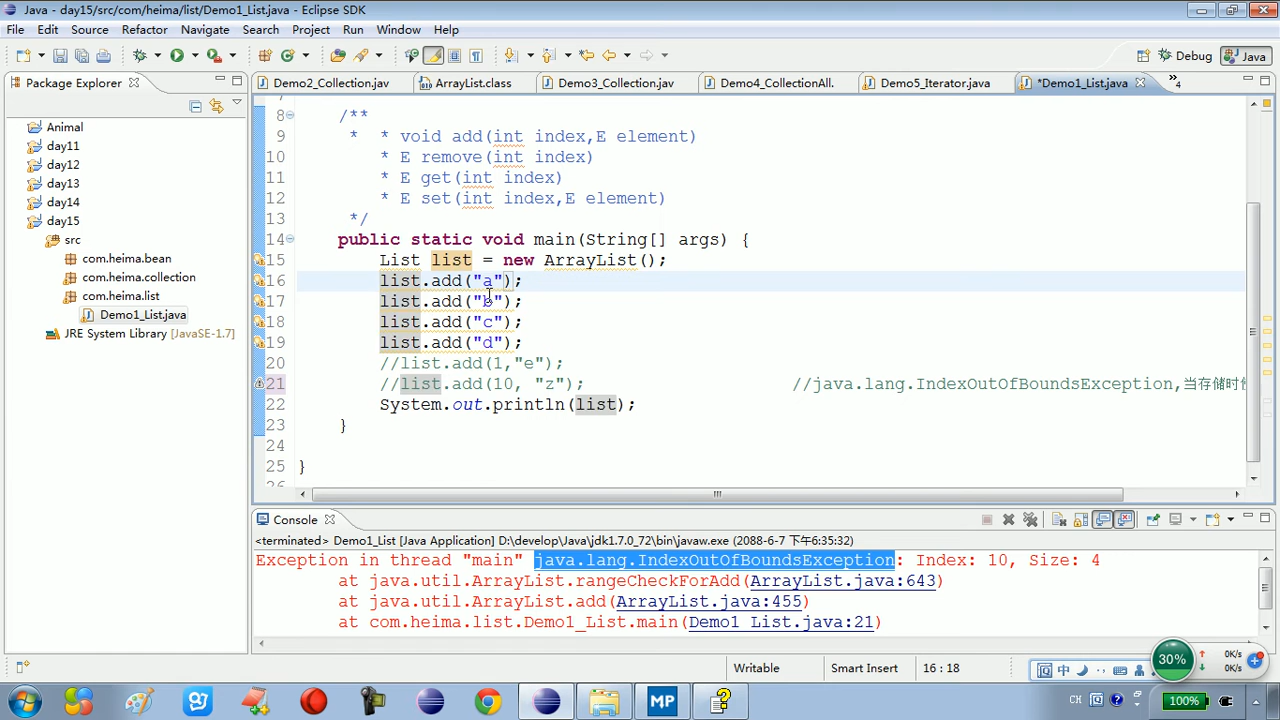 Java - day15/src/com/heima/list/Demo1_List.java - Eclipse SDK
File Edit Source Refactor Navigate Search Project Run Window Help
Debug Java
Package Explorer
Demo2_Collection.jav ArrayList.class Demo3_Collection.jav Demo4_CollectionAll. Demo5_Iterator.java *Demo1_List.java 4
Animal
day11
day12
day13
day14
day15
src
com.heima.bean
com.heima.collection
com.heima.list
Demo1_List.java
JRE System Library [JavaSE-1.7]
8 /**
9 * * void add(int index,E element)
10 * E remove(int index)
11 * E get(int index)
12 * E set(int index,E element)
13 */
14 public static void main(String[] args) {
15 List list = new ArrayList();
16 list.add("a");
17 list.add("b");
18 list.add("c");
19 list.add("d");
20 //list.add(1,"e");
21 //list.add(10, "z"); //java.lang.IndexOutOfBoundsException,当存储时
22 System.out.println(list);
23 }
24
25 }
Console
<terminated> Demo1_List [Java Application] D:\develop\Java\jdk1.7.0_72\bin\javaw.exe (2088-6-7 下午6:35:32)
Exception in thread "main" java.lang.IndexOutOfBoundsException: Index: 10, Size: 4
at java.util.ArrayList.rangeCheckForAdd(ArrayList.java:643)
at java.util.ArrayList.add(ArrayList.java:455)
at com.heima.list.Demo1_List.main(Demo1_List.java:21)
Writable Smart Insert 16 : 18
中
30% 0K/s
0K/s
MP CH 100%